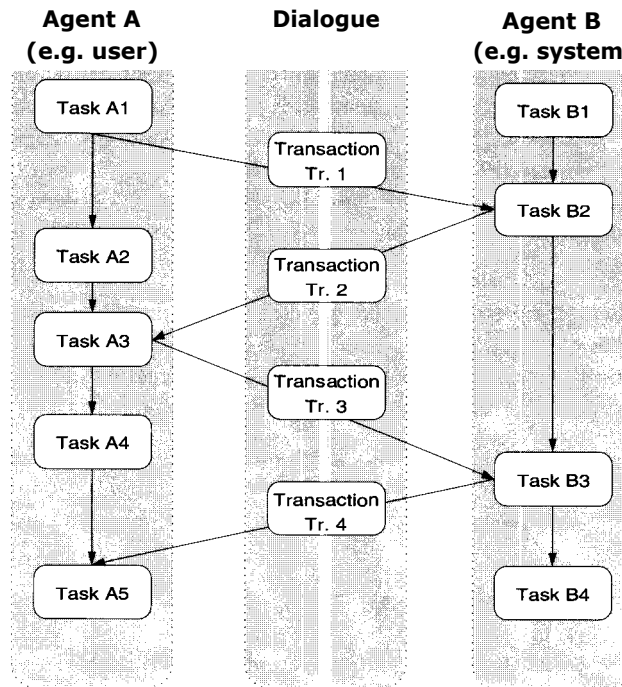 Agent A
(e.g. user)
Dialogue
Agent B
(e.g. system
Task A1
Task B1
Transaction
Tr. 1
Task B2
Task A2
Transaction
Tr. 2
Task A3
Transaction
Tr. 3
Task A4
Task B3
Transaction
Tr. 4
Task A5
Task B4